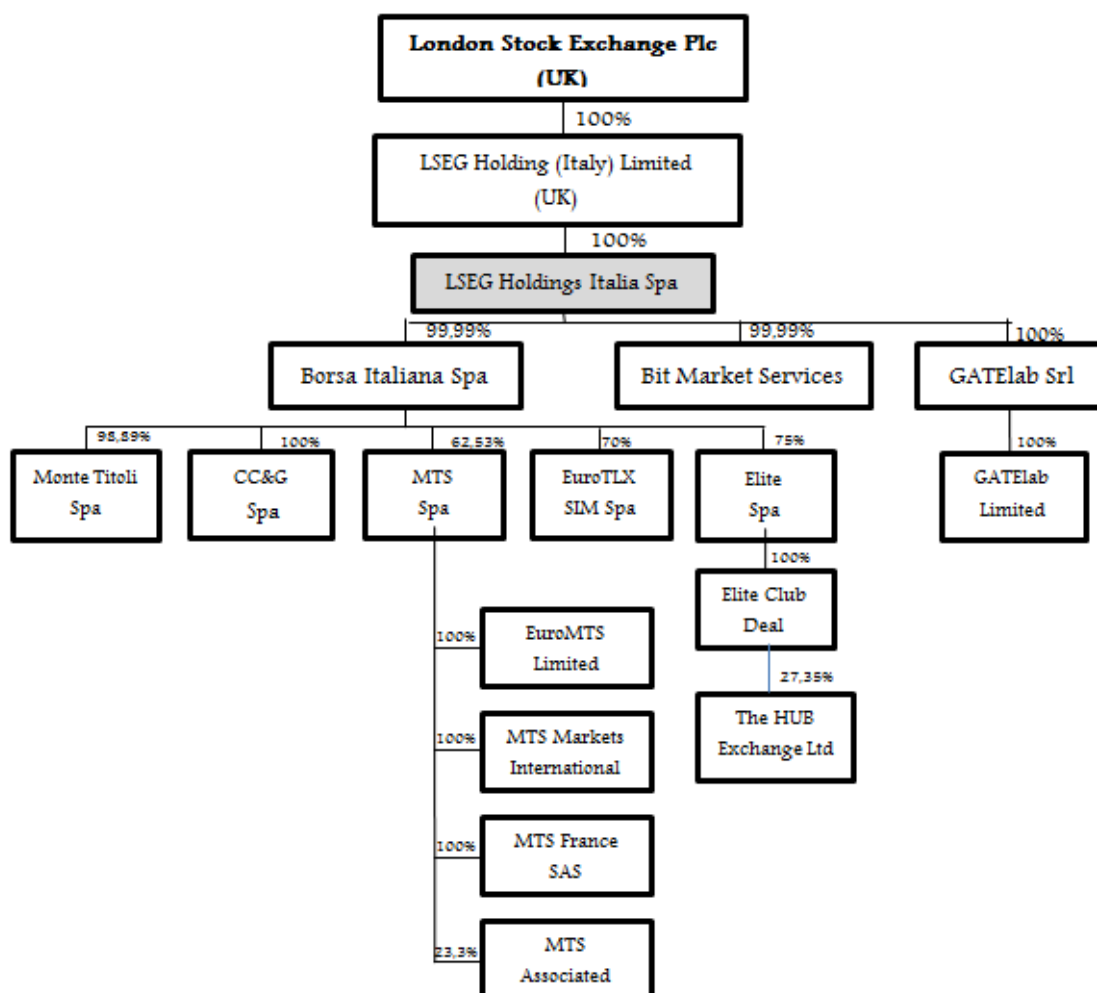 London Stock Exchange Plc
(UK)
100%
LSEG Holding (Italy) Limited
(UK)
100%
LSEG Holdings Italia Spa
99,99%
99,99%
100%
Borsa Italiana Spa
Bit Market Services
GATElab Srl
98,89%
100%
62,53%
70%
75%
100%
Monte Titoli
Spa
CC&G
Spa
MTS
Spa
EuroTLX
SIM Spa
Elite
Spa
GATElab
Limited
100%
Elite Club
Deal
100%
EuroMTS
Limited
27,35%
The HUB
Exchange Ltd
100%
MTS Markets
International
100%
MTS France
SAS
23,3%
MTS
Associated